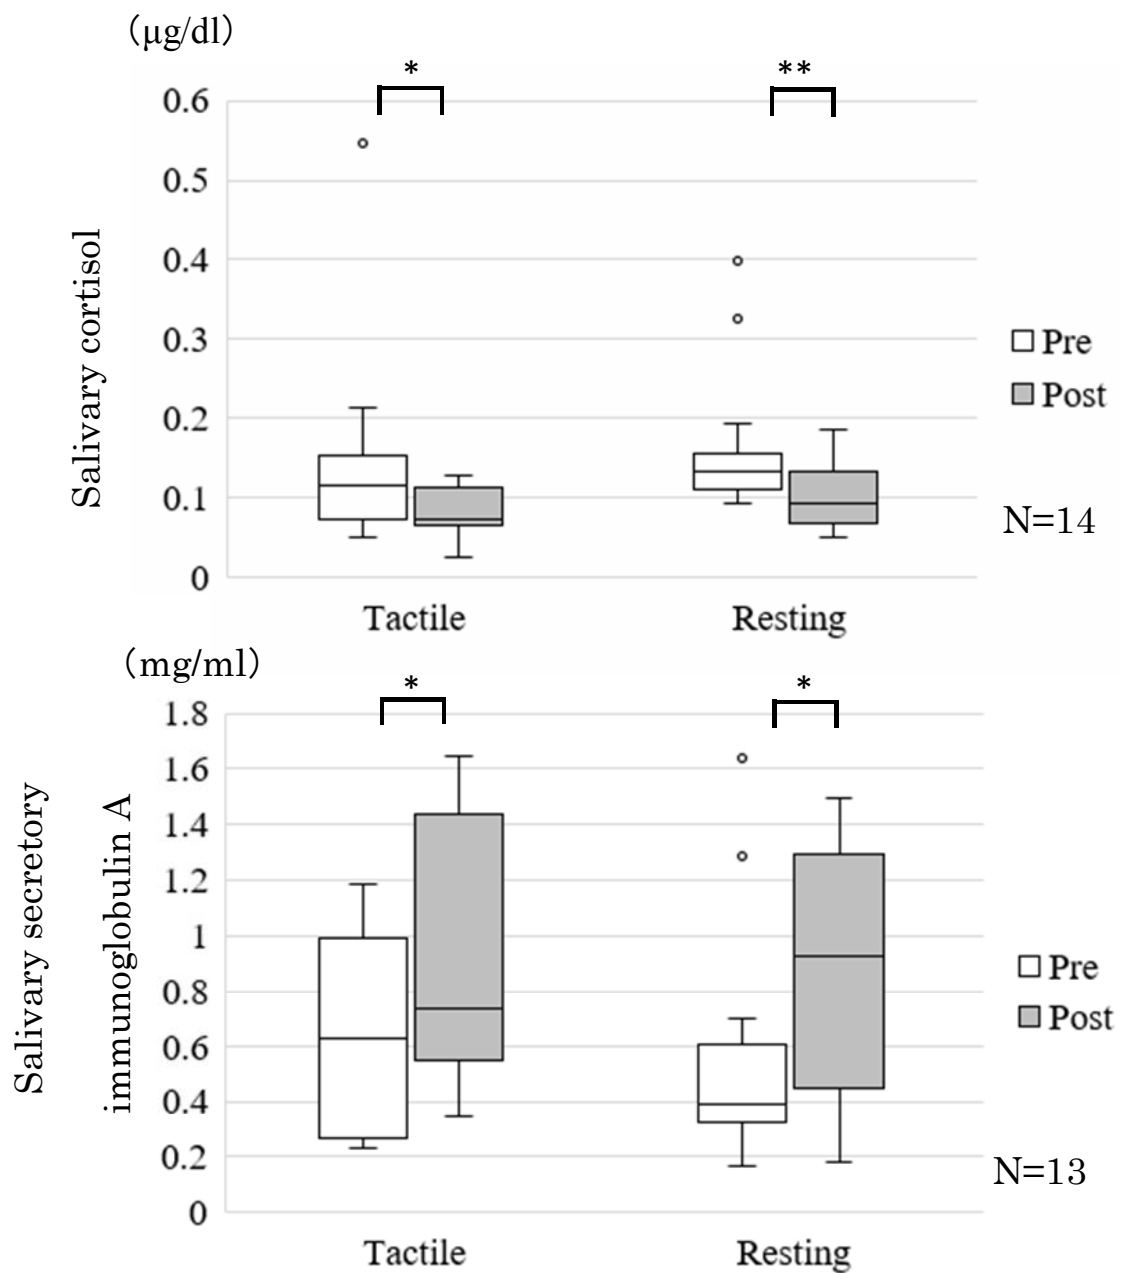 (μg/dl)
* **
0.6
0.5
0.4
0.3
0.2
0.1
0
Salivary cortisol
Tactile Resting
Pre
Post
N=14
(mg/ml)
* *
1.8
1.6
1.4
1.2
1
0.8
0.6
0.4
0.2
0
Salivary secretory
immunoglobulin A
Tactile Resting
Pre
Post
N=13